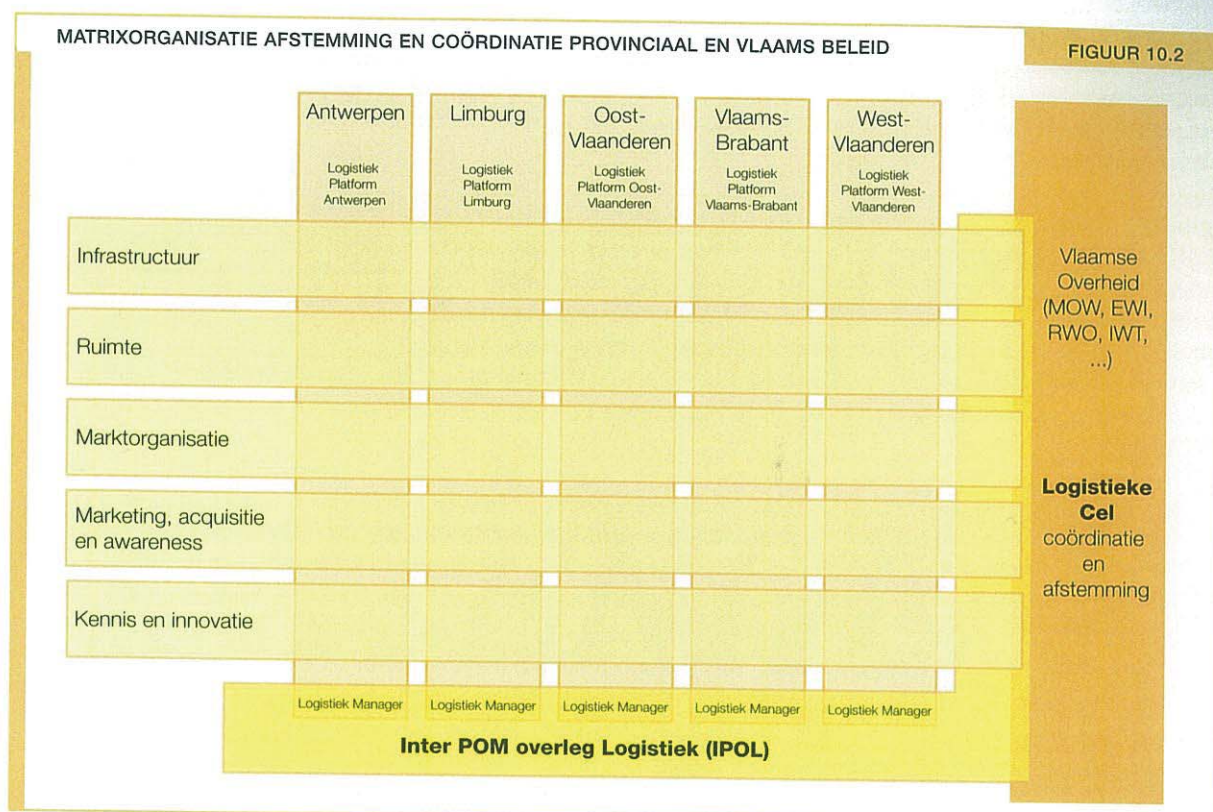 MATRIXORGANISATIE AFSTEMMING EN COÖRDINATIE PROVINCIAAL EN VLAAMS BELEID
FIGUUR 10.2
Antwerpen
Logistiek
Platform
Antwerpen
Limburg
Logistiek
Platform
Limburg
Oost-
Vlaanderen
Logistiek
Platform Oost-
Vlaanderen
Vlaams-
Brabant
Logistiek
Platform
Vlaams-Brabant
West-
Vlaanderen
Logistiek
Platform West-
Vlaanderen
Infrastructuur
Ruimte
Marktorganisatie
Marketing, acquisitie
en awareness
Kennis en innovatie
Vlaamse
Overheid
(MOW, EWI,
RWO, IWT,
...)
Logistieke
Cel
coördinatie
en
afstemming
Logistiek Manager
Logistiek Manager
Logistiek Manager
Logistiek Manager
Logistiek Manager
Inter POM overleg Logistiek (IPOL)